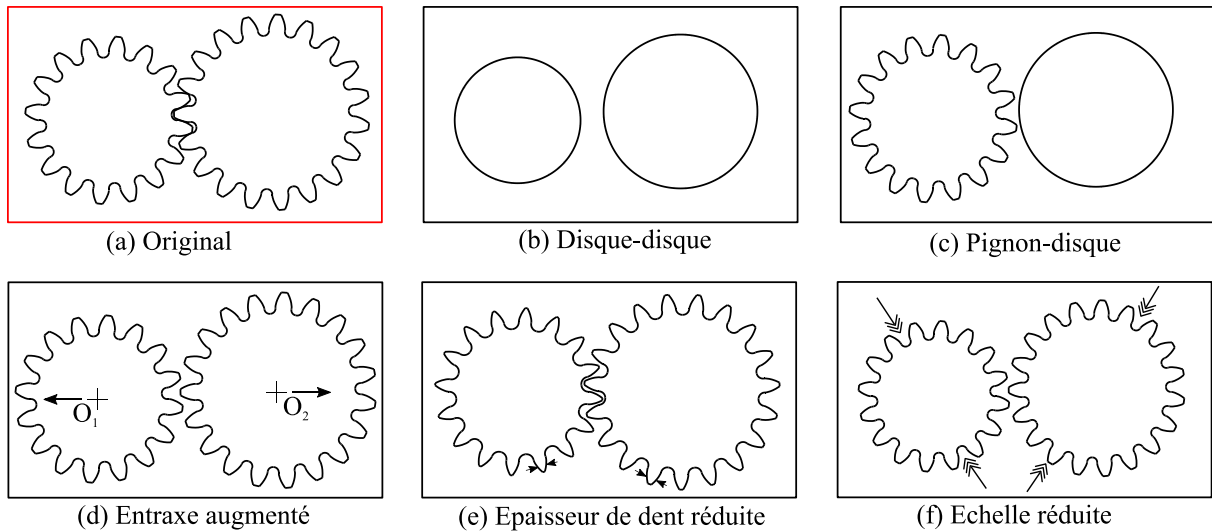 (a) Original
(b) Disque-disque
(c) Pignon-disque
O1
O2
(d) Entraxe augmenté
(e) Epaisseur de dent réduite
(f) Echelle réduite